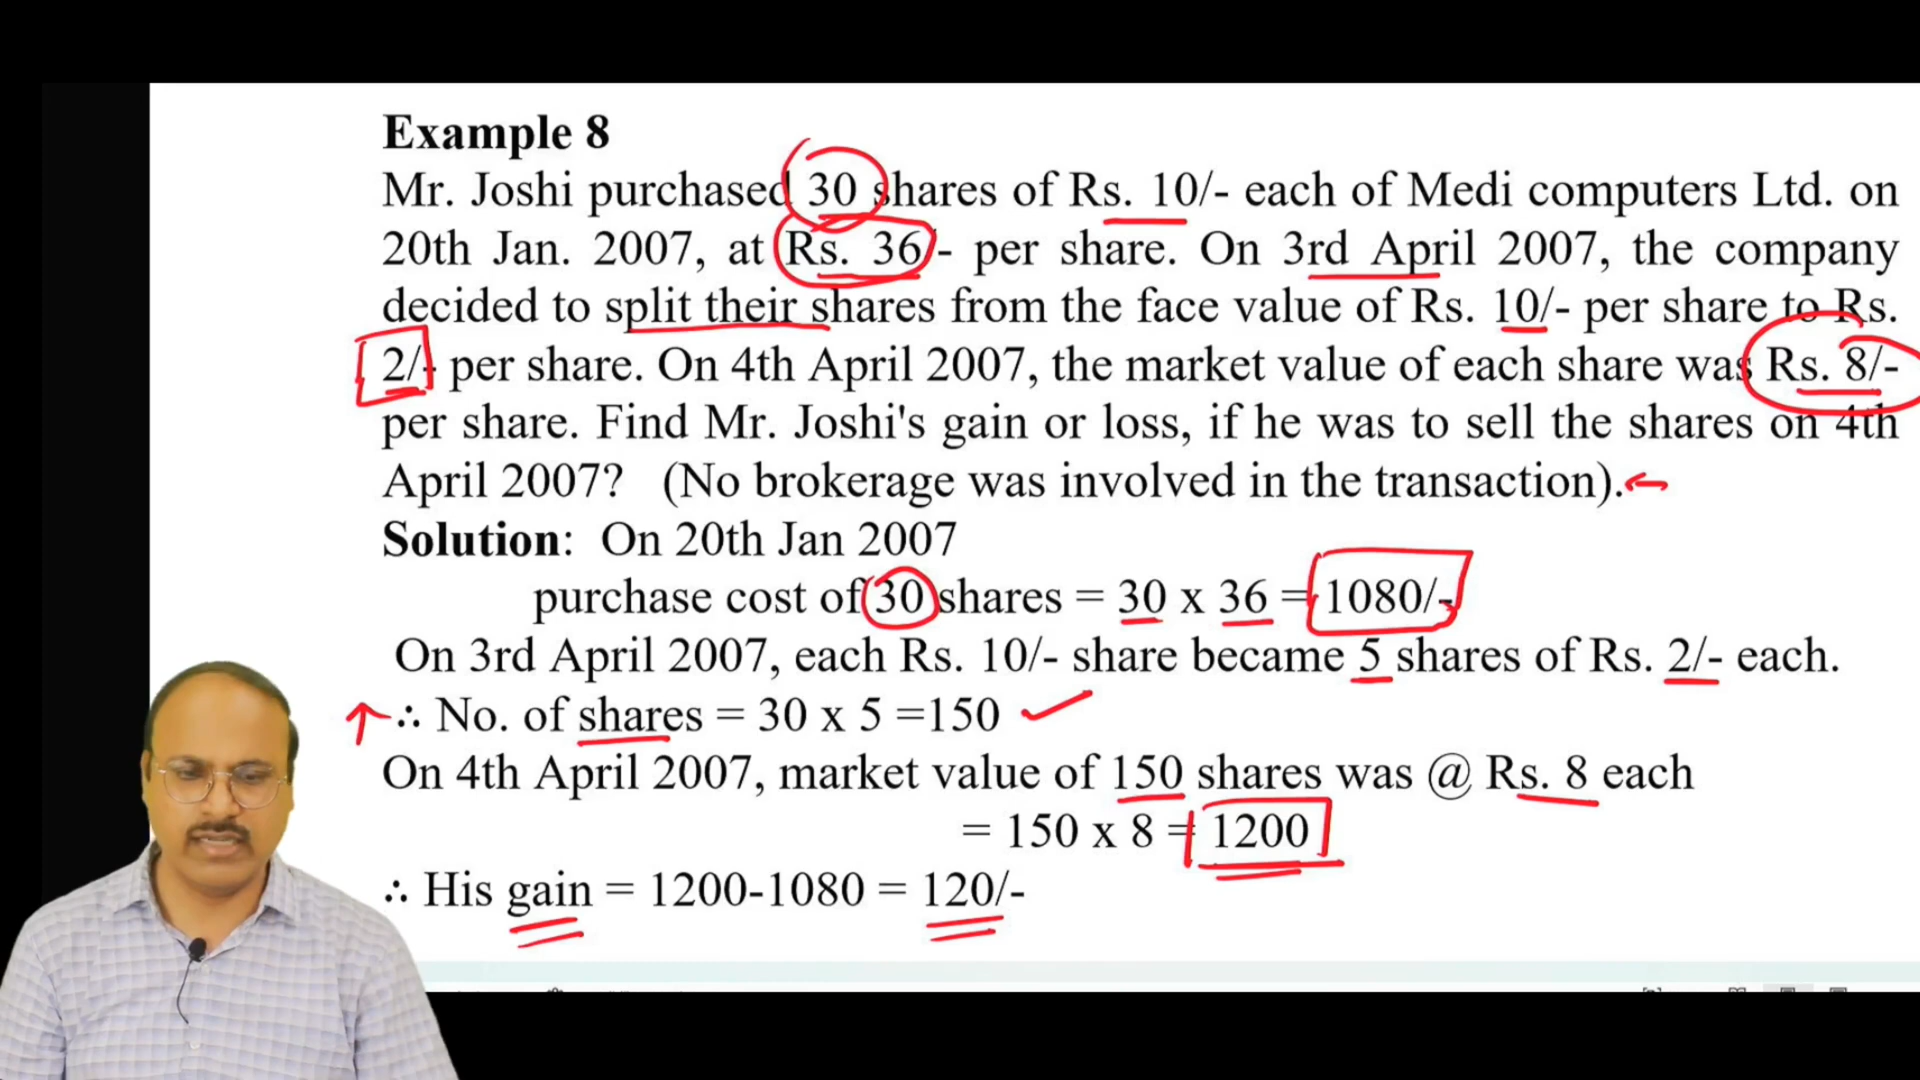 Example 8
Mr. Joshi purchased 30 shares of Rs. 10/- each of Medi computers Ltd. on
20th Jan. 2007, at Rs. 36/- per share. On 3rd April 2007, the company
decided to split their shares from the face value of Rs. 10/- per share to Rs.
2/- per share. On 4th April 2007, the market value of each share was Rs. 8/-
per share. Find Mr. Joshi's gain or loss, if he was to sell the shares on 4th
April 2007? (No brokerage was involved in the transaction).
Solution: On 20th Jan 2007
purchase cost of 30 shares = 30 x 36 = 1080/-
On 3rd April 2007, each Rs. 10/- share became 5 shares of Rs. 2/- each.
∴ No. of shares = 30 x 5 =150
On 4th April 2007, market value of 150 shares was @ Rs. 8 each
= 150 x 8 = 1200
∴ His gain = 1200-1080 = 120/-